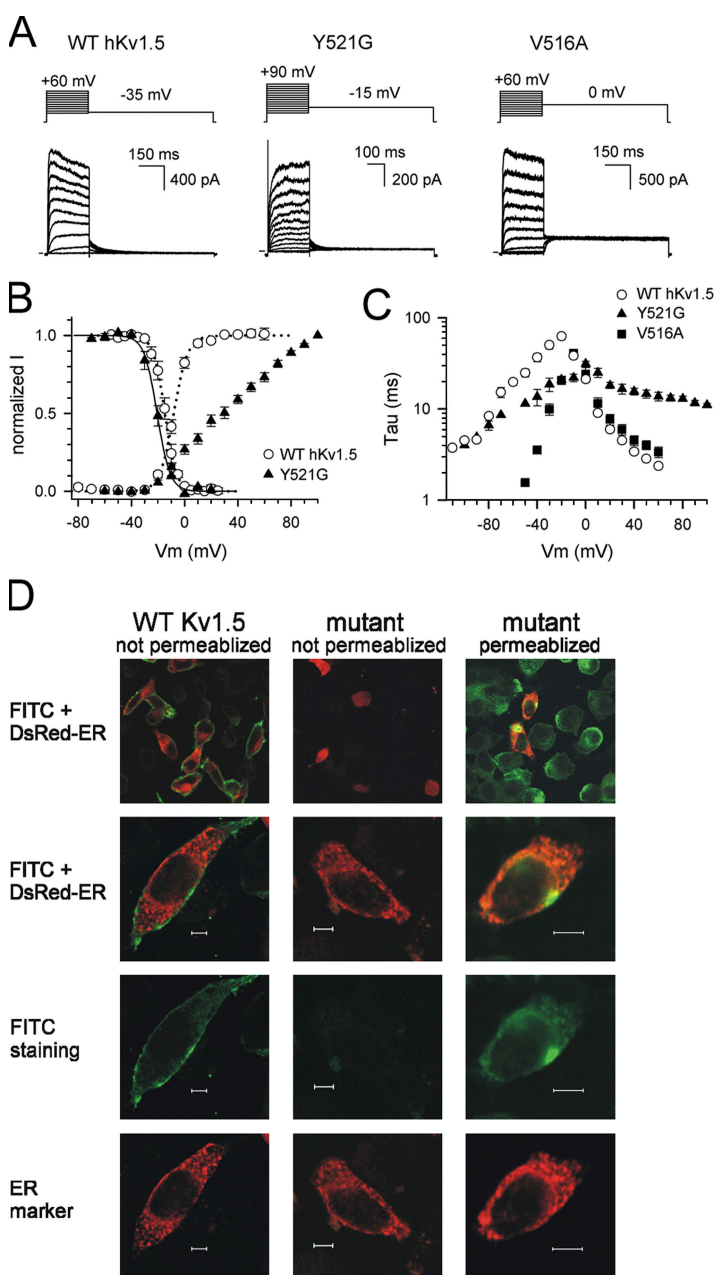 A
WT hKv1.5
Y521G
V516A
+60 mV
-35 mV
+90 mV
-15 mV
+60 mV
0 mV
150 ms
400 pA
100 ms
200 pA
150 ms
500 pA
B
normalized I
1.0
0.5
0.0
-80
-40
0
40
80
Vm (mV)
WT hKv1.5
Y521G
C
WT hKv1.5
Y521G
V516A
Tau (ms)
100
10
1
-80
-40
0
40
80
Vm (mV)
D
WT Kv1.5
not permeablized
mutant
not permeablized
mutant
permeablized
FITC +
DsRed-ER
FITC +
DsRed-ER
FITC
staining
ER
marker